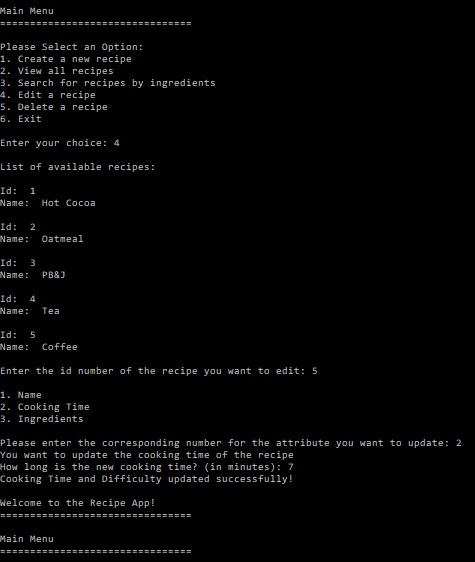 Main Menu
================================
Please Select an Option:
1. Create a new recipe
2. View all recipes
3. Search for recipes by ingredients
4. Edit a recipe
5. Delete a recipe
6. Exit
Enter your choice: 4
List of available recipes:
Id:  1
Name:  Hot Cocoa
Id:  2
Name:  Oatmeal
Id:  3
Name:  PB&J
Id:  4
Name:  Tea
Id:  5
Name:  Coffee
Enter the id number of the recipe you want to edit: 5
1. Name
2. Cooking Time
3. Ingredients
Please enter the corresponding number for the attribute you want to update: 2
You want to update the cooking time of the recipe
How long is the new cooking time? (in minutes): 7
Cooking Time and Difficulty updated successfully!
Welcome to the Recipe App!
================================
Main Menu
================================